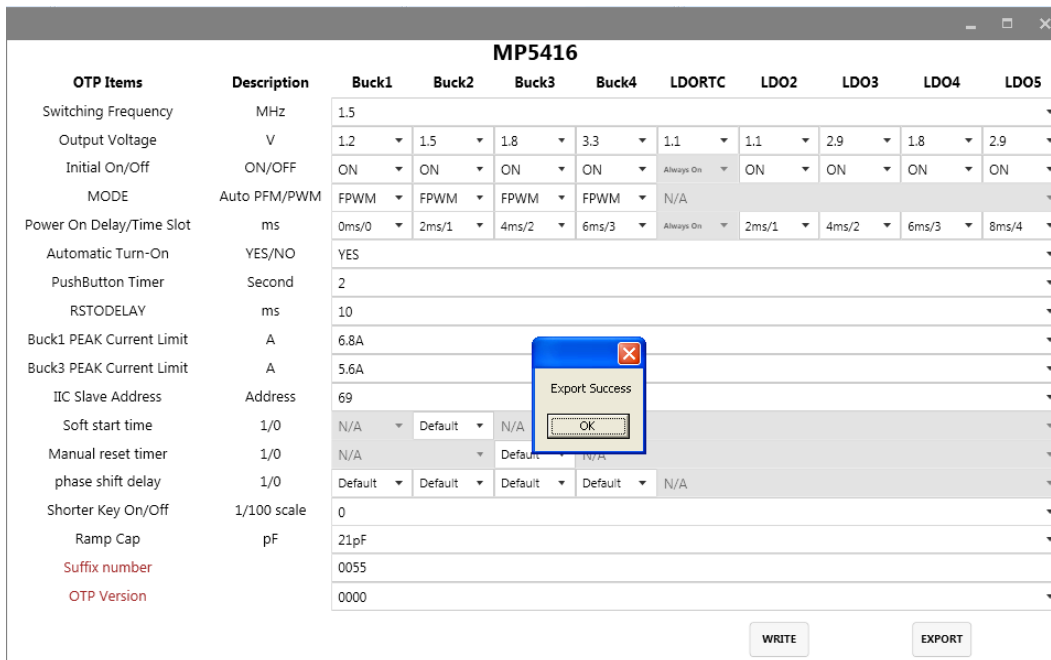 MP5416
OTP Items Description Buck1 Buck2 Buck3 Buck4 LDORTC LDO2 LDO3 LDO4 LDO5
Switching Frequency MHz 1.5
Output Voltage V 1.2 1.5 1.8 3.3 1.1 1.1 2.9 1.8 2.9
Initial On/Off ON/OFF ON ON ON ON Always On ON ON ON ON
MODE Auto PFM/PWM FPWM FPWM FPWM FPWM N/A
Power On Delay/Time Slot ms 0ms/0 2ms/1 4ms/2 6ms/3 Always On 2ms/1 4ms/2 6ms/3 8ms/4
Automatic Turn-On YES/NO YES
PushButton Timer Second 2
RSTODELAY ms 10
Buck1 PEAK Current Limit A 6.8A
Buck3 PEAK Current Limit A 5.6A
IIC Slave Address Address 69
Export Success
OK
Soft start time 1/0 N/A Default N/A
Manual reset timer 1/0 N/A Default N/A
phase shift delay 1/0 Default Default Default Default N/A
Shorter Key On/Off 1/100 scale 0
Ramp Cap pF 21pF
Suffix number 0055
OTP Version 0000
WRITE EXPORT